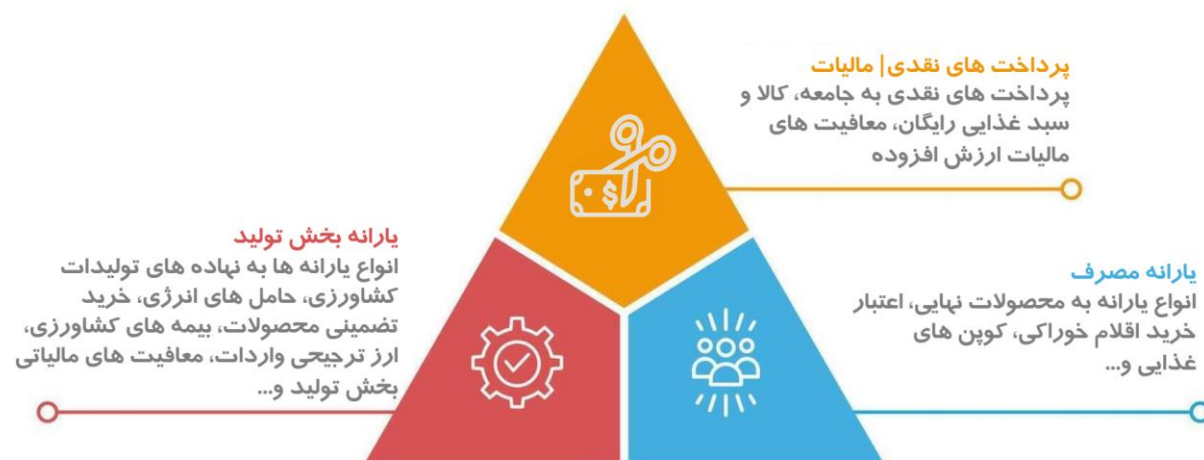 پرداخت های نقدی| مالیات
پرداخت های نقدی به جامعه، کالا و
سبد غذایی رایگان، معافیت های
مالیات ارزش افزوده
یارانه مصرف
انواع یارانه به محصولات نهایی، اعتبار
خرید اقلام خوراکی، کوپن های
غذایی و...
یارانه بخش تولید
انواع یارانه ها به نهاده های تولیدات
کشاورزی، حامل های انرژی، خرید
تضمینی محصولات، بیمه های کشاورزی،
ارز ترجیحی واردات، معافیت های مالیاتی
بخش تولید و...
$